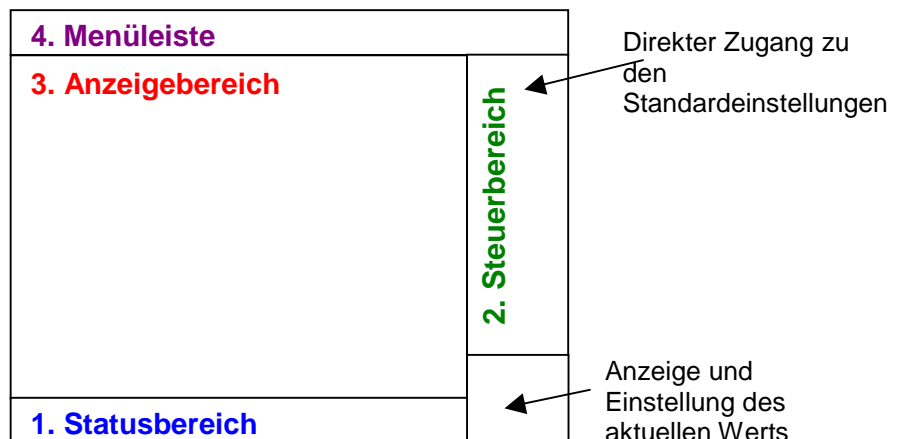 4. Menüleiste
Direkter Zugang zu
den
Standardeinstellungen
3. Anzeigebereich
2. Steuerbereich
Anzeige und
Einstellung des
aktuellen Werts
1. Statusbereich